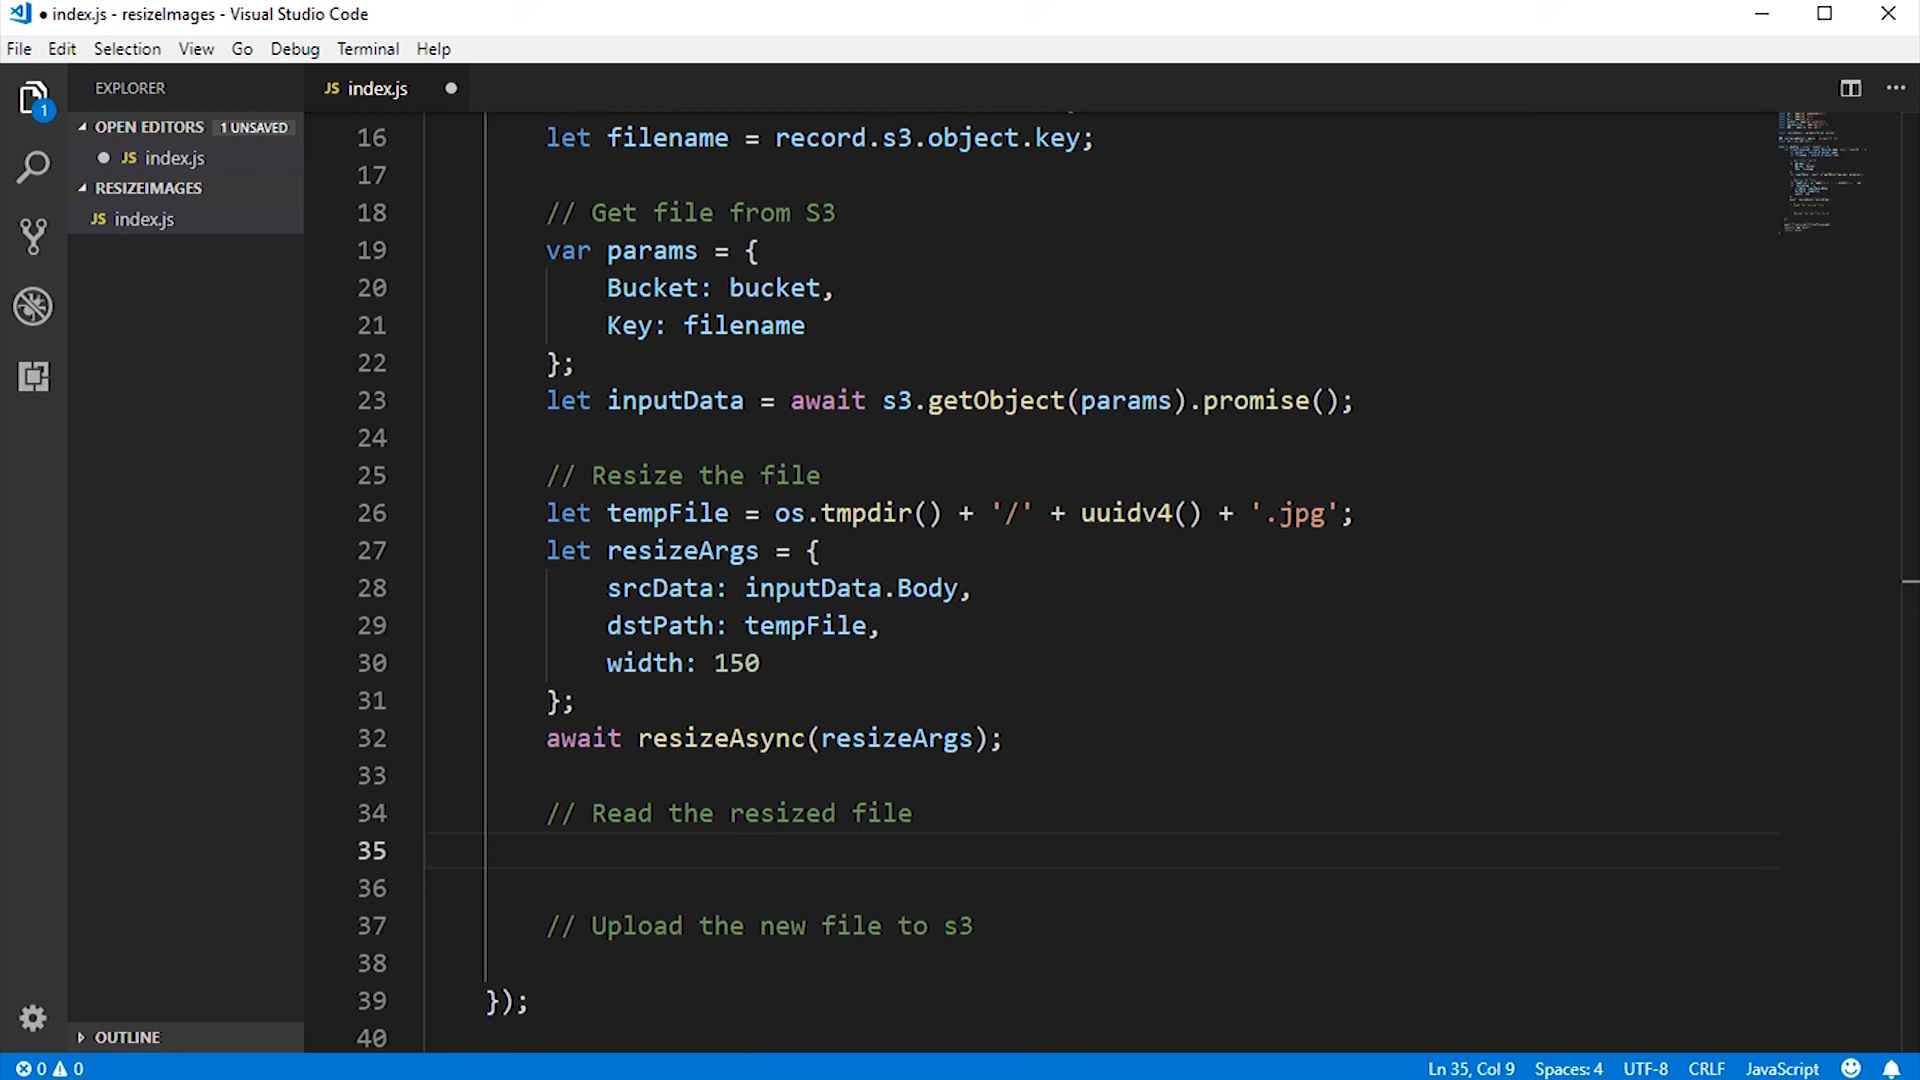 index.js - resizeImages - Visual Studio Code
File Edit Selection View Go Debug Terminal Help
1
EXPLORER
OPEN EDITORS 1 UNSAVED
JS index.js
RESIZEIMAGES
JS index.js
OUTLINE
JS index.js
16 let filename = record.s3.object.key;
17
18 // Get file from S3
19 var params = {
20 Bucket: bucket,
21 Key: filename
22 };
23 let inputData = await s3.getObject(params).promise();
24
25 // Resize the file
26 let tempFile = os.tmpdir() + '/' + uuidv4() + '.jpg';
27 let resizeArgs = {
28 srcData: inputData.Body,
29 dstPath: tempFile,
30 width: 150
31 };
32 await resizeAsync(resizeArgs);
33
34 // Read the resized file
35
36
37 // Upload the new file to s3
38
39 });
40
0 0 Ln 35, Col 9 Spaces: 4 UTF-8 CRLF JavaScript